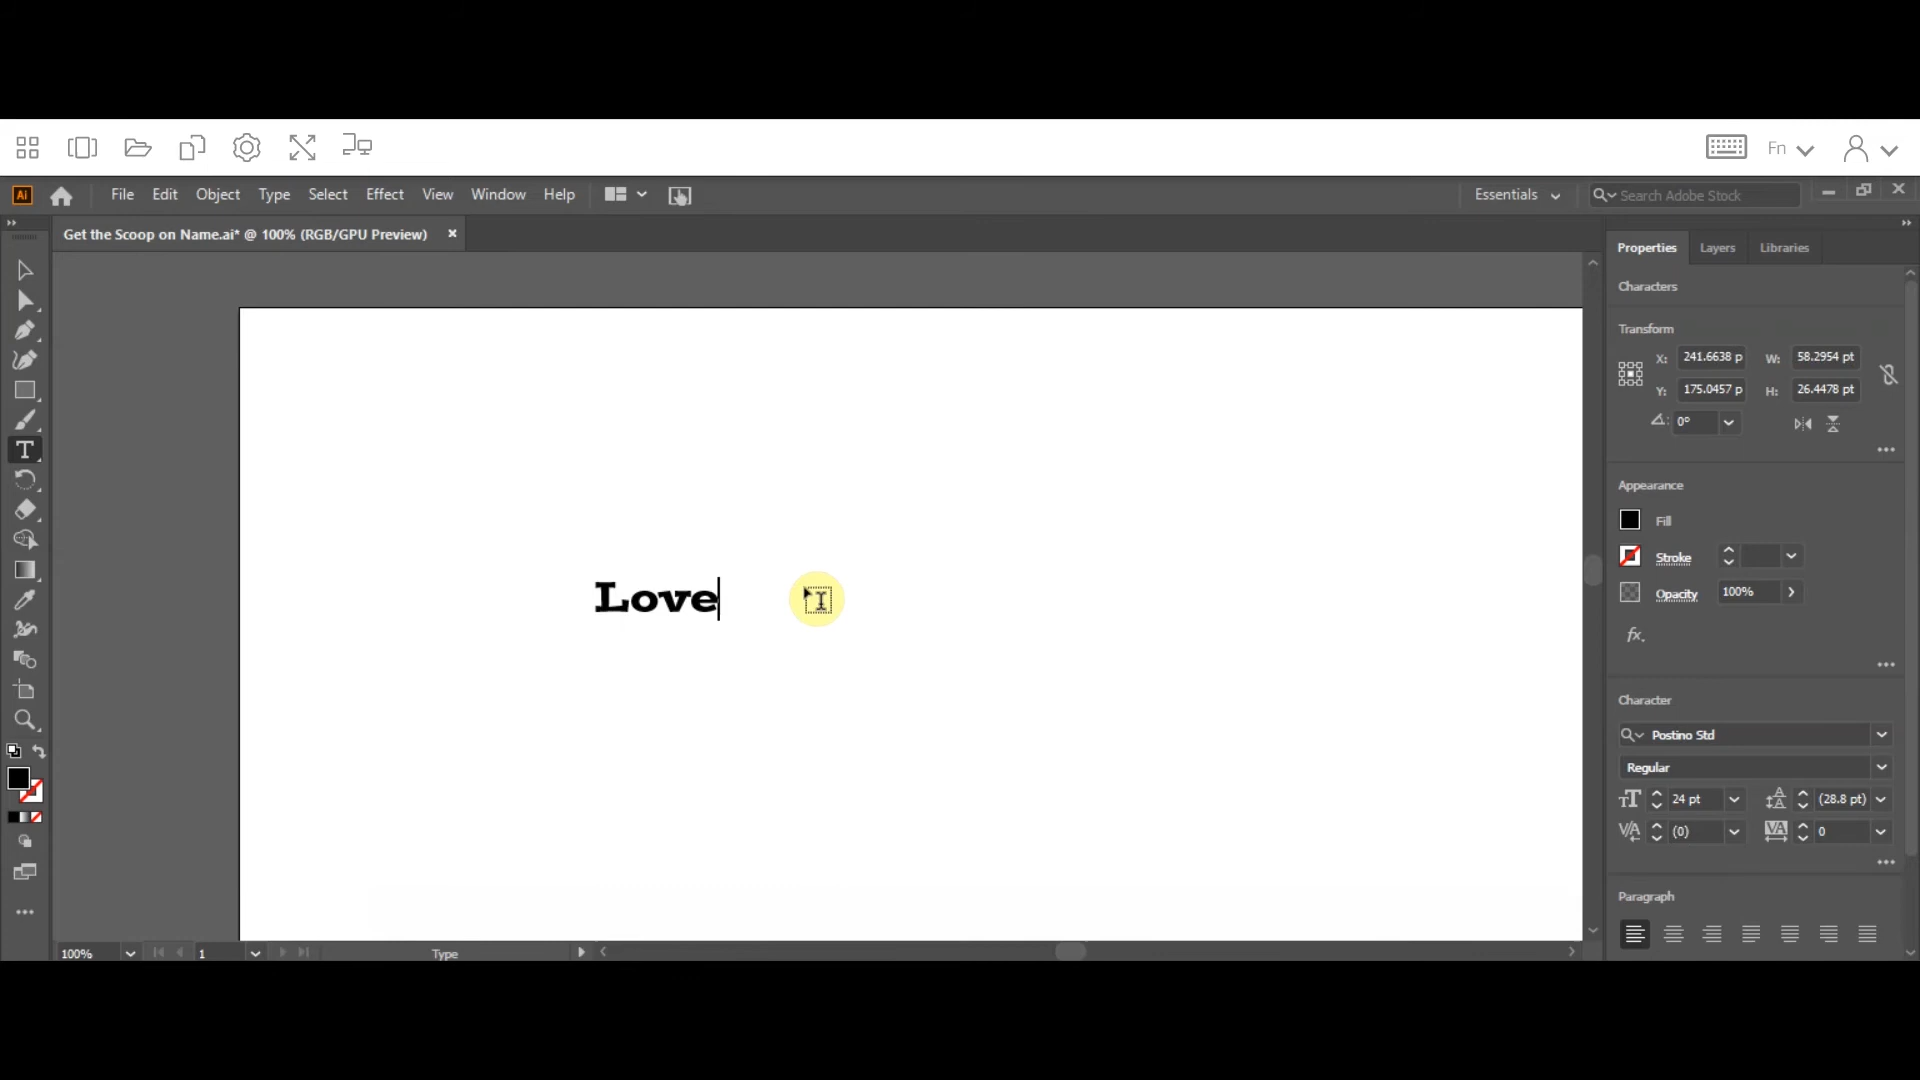 Fn
Ai File Edit Object Type Select Effect View Window Help Essentials Search Adobe Stock
Get the Scoop on Name.ai* @ 100% (RGB/GPU Preview)
Properties Layers Libraries
Characters
Transform
X: 241.6638 p W: 58.2954 pt
Y: 175.0457 p H: 26.4478 pt
0°
Appearance
Fill
Stroke
Opacity 100%
fx.
Love
Character
Postino Std
Regular
24 pt (28.8 pt)
(0) 0
Paragraph
100% 1 Type